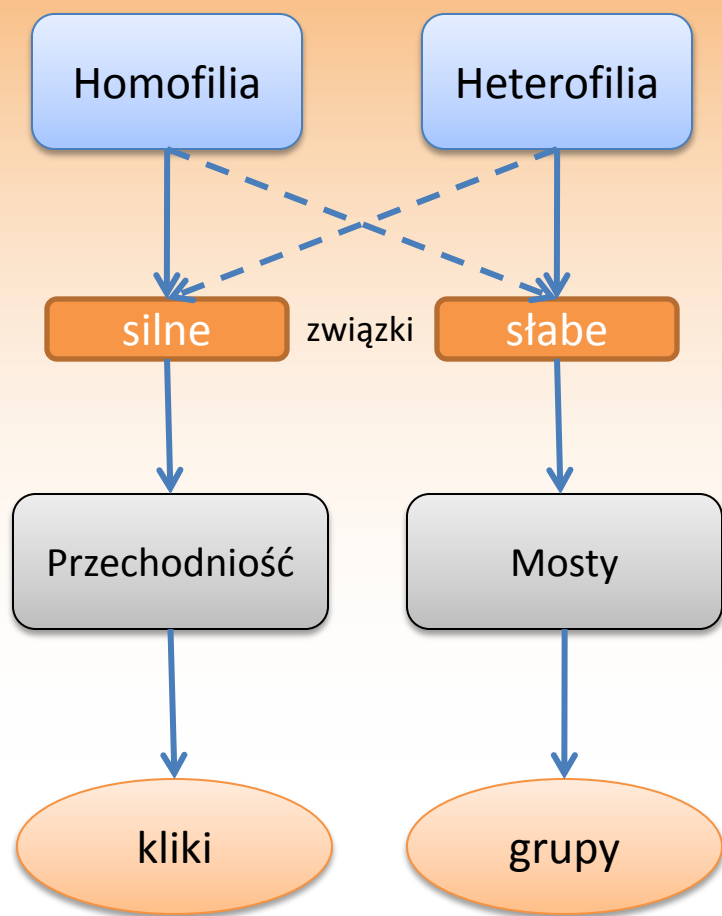 Homofilia
Heterofilia
silne
związki
słabe
Przechodniość
Mosty
kliki
grupy